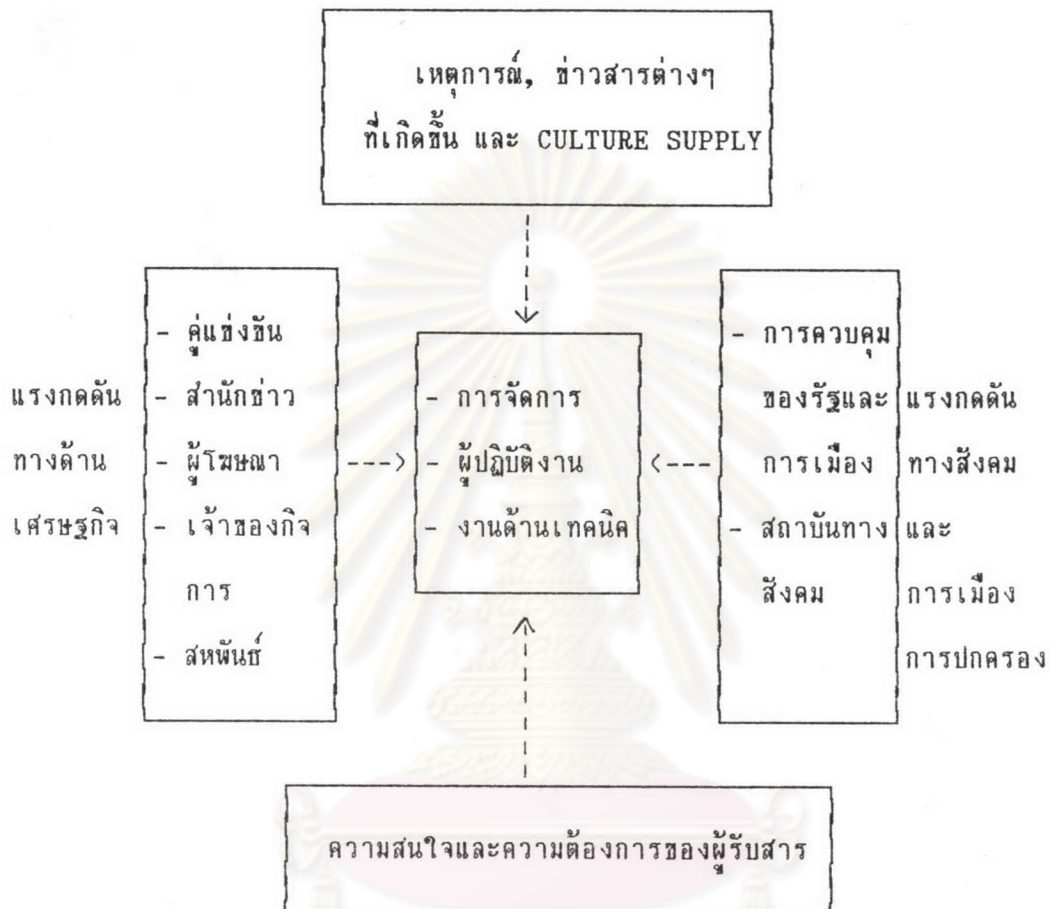 เหตุการณ์, ข่าวสารต่างๆ
ที่เกิดขึ้น และ CULTURE SUPPLY
แรงกดดัน
ทางด้าน
เศรษฐกิจ
- คู่แข่งขัน
- สำนักข่าว
- ผู้โฆษณา
- เจ้าของกิจ
การ
- สหพันธ์
--->
- การจัดการ
- ผู้ปฏิบัติงาน
- งานด้านเทคนิค
<---
- การควบคุม
ของรัฐและ
การเมือง
- สถาบันทาง
สังคม
แรงกดดัน
ทางสังคม
และ
การเมือง
การปกครอง
ความสนใจและความต้องการของผู้รับสาร